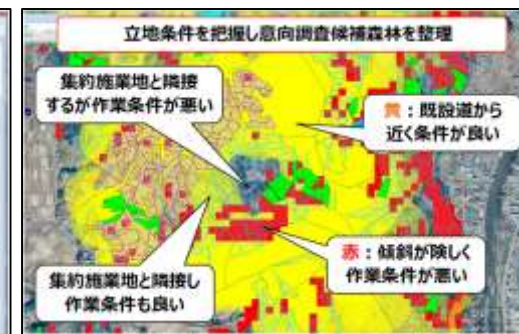 立地条件を把握し意向調査候補森林を整理
集約施業地と隣接
するが作業条件が悪い
黄：既設道から
近く条件が良い
集約施業地と隣接し
作業条件も良い
赤：傾斜が険しく
作業条件が悪い